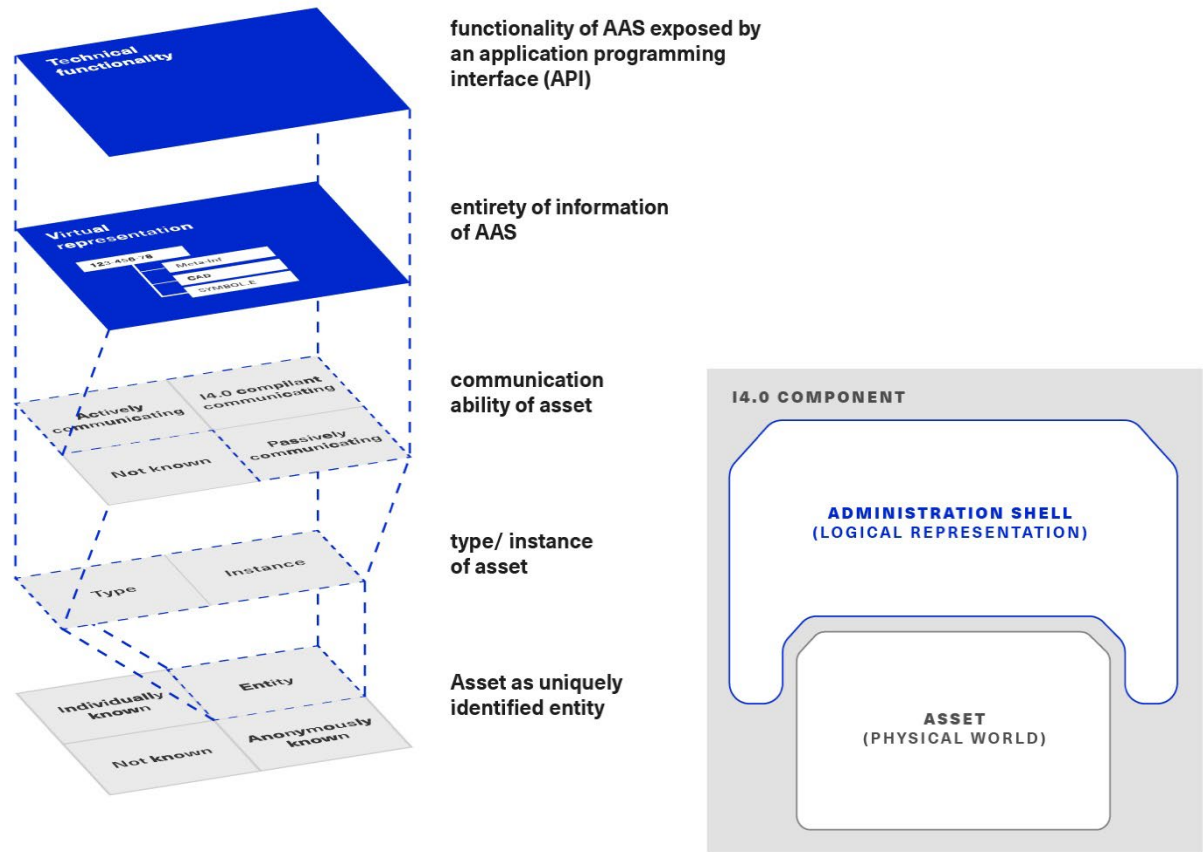 Technical
functionality
functionality of AAS exposed by
an application programming
interface (API)
Virtual
representation
123-456-78
Meta-Inf
CAD
SYMBOL.E
entirety of information
of AAS
Actively
communicating
I4.0 compliant
communicating
Not known
Passively
communicating
communication
ability of asset
Type
Instance
type/ instance
of asset
Individually
known
Entity
Not known
Anonymously
known
Asset as uniquely
identified entity
I4.0 COMPONENT
ADMINISTRATION SHELL
(LOGICAL REPRESENTATION)
ASSET
(PHYSICAL WORLD)